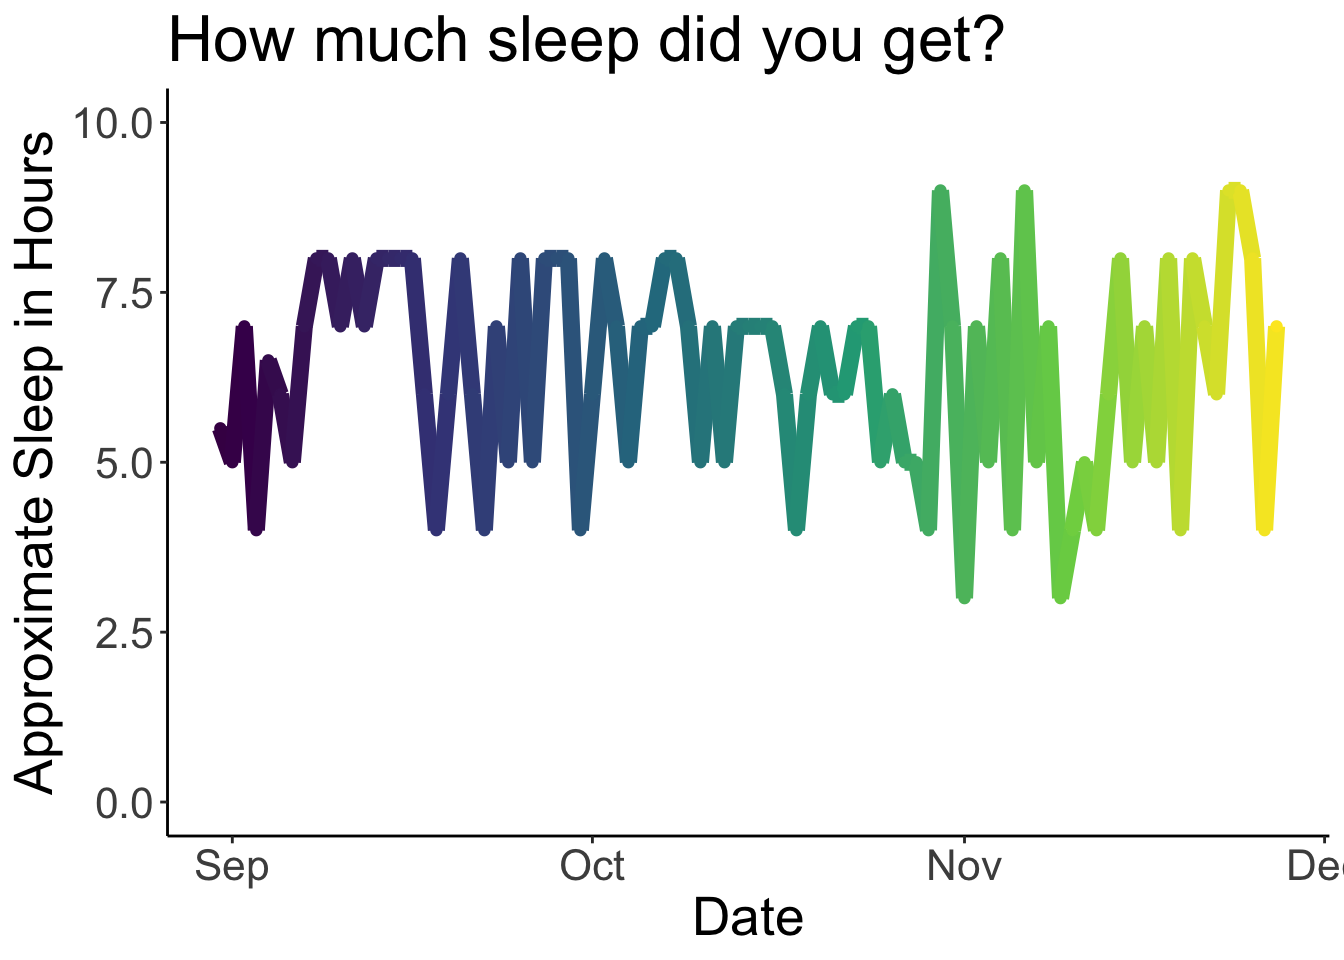 How much sleep did you get?
Approximate Sleep in Hours
10.0
7.5
5.0
2.5
0.0
Sep Oct Nov
Date